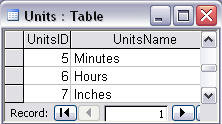 Units : Table
UnitsID UnitsName
5 Minutes
6 Hours
7 Inches
Record: 1